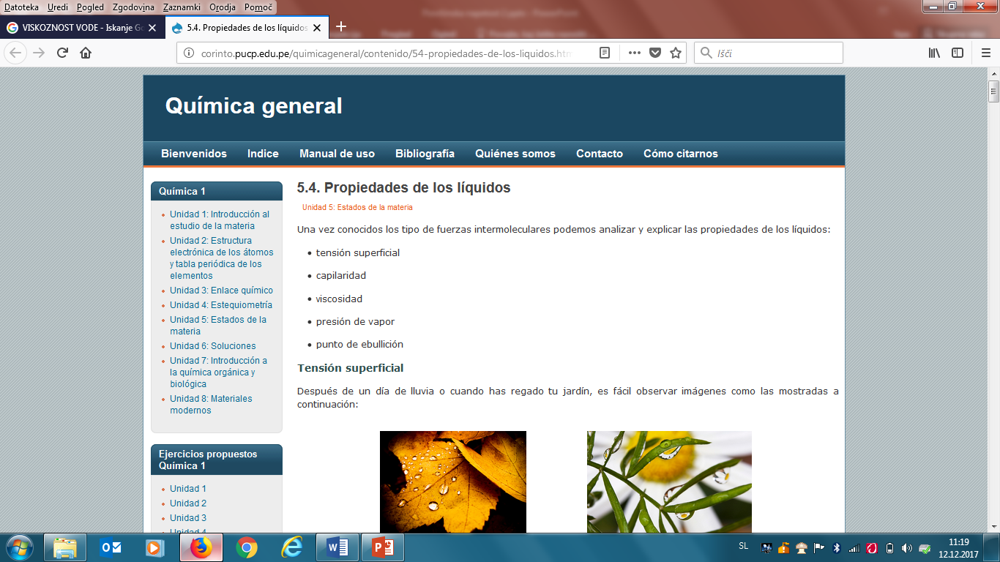 Datoteka Uredi Pogled Zgodovina Zaznamki Orodja Pomoč
VISKOZNOST VODE - Iskanje
5.4. Propiedades de los líquidos
corinto.pucp.edu.pe/quimicageneral/contenido/54-propiedades-de-los-liquidos.htm
Išči
Química general
Bienvenidos Indice Manual de uso Bibliografía Quiénes somos Contacto Cómo citarnos
Química 1
Unidad 1: Introducción al
estudio de la materia
Unidad 2: Estructura
electrónica de los átomos
y tabla periódica de los
elementos
Unidad 3: Enlace químico
Unidad 4: Estequiometría
Unidad 5: Estados de la
materia
Unidad 6: Soluciones
Unidad 7: Introducción a
la química orgánica y
biológica
Unidad 8: Materiales
modernos
Ejercicios propuestos
Química 1
Unidad 1
Unidad 2
Unidad 3
Unidad 4
5.4. Propiedades de los líquidos
Unidad 5: Estados de la materia
Una vez conocidos los tipo de fuerzas intermoleculares podemos analizar y explicar las propiedades de los líquidos:
• tensión superficial
• capilaridad
• viscosidad
• presión de vapor
• punto de ebullición
Tensión superficial
Después de un día de lluvia o cuando has regado tu jardín, es fácil observar imágenes como las mostradas a
continuación:
SL
11:19
12.12.2017